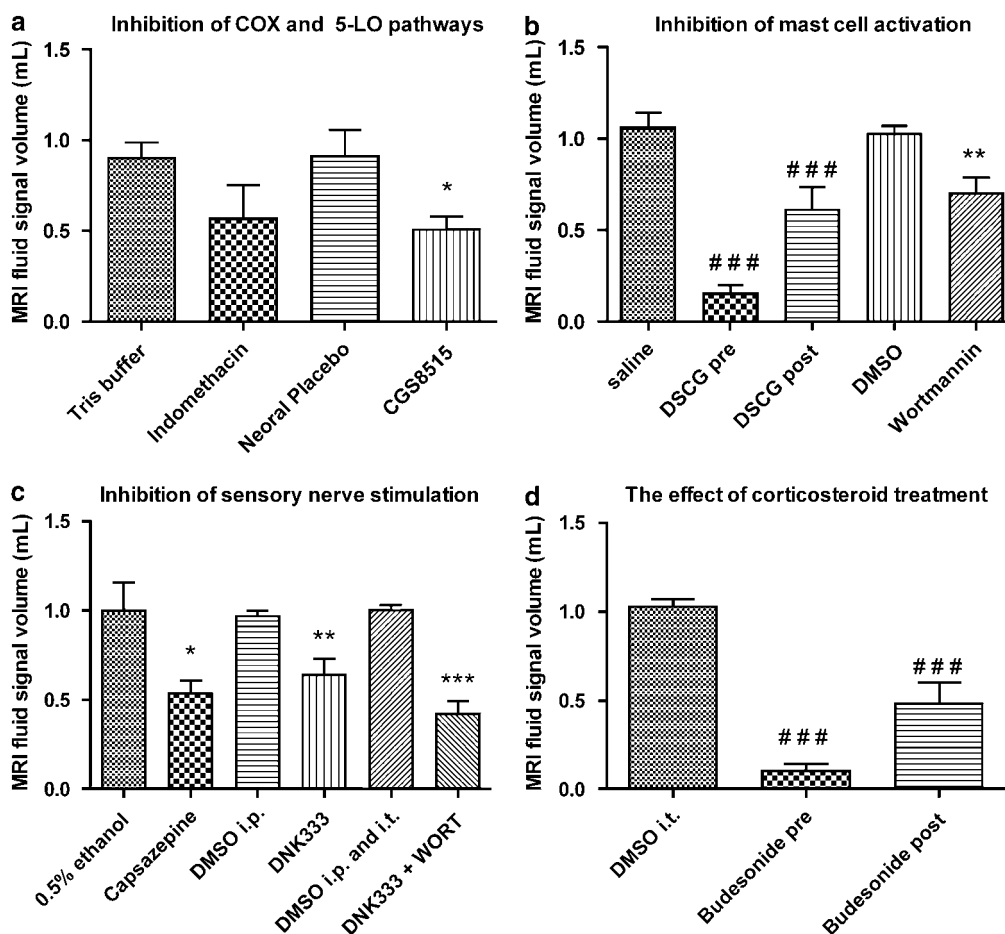 a Inhibition of COX and 5-LO pathways
MRI fluid signal volume (mL)
1.5
1.0
0.5
0.0
*
Tris buffer
Indomethacin
Neoral Placebo
CGS8515
b Inhibition of mast cell activation
MRI fluid signal volume (mL)
1.5
1.0
0.5
0.0
# # #
# # #
**
saline
DSCG pre
DSCG post
DMSO
Wortmannin
c Inhibition of sensory nerve stimulation
MRI fluid signal volume (mL)
1.5
1.0
0.5
0.0
*
**
***
0.5% ethanol
Capsazepine
DMSO i.p.
DNK333
DMSO i.p. and i.t.
DNK333 + WORT
d The effect of corticosteroid treatment
MRI fluid signal volume (mL)
1.5
1.0
0.5
0.0
# # #
# # #
DMSO i.t.
Budesonide pre
Budesonide post